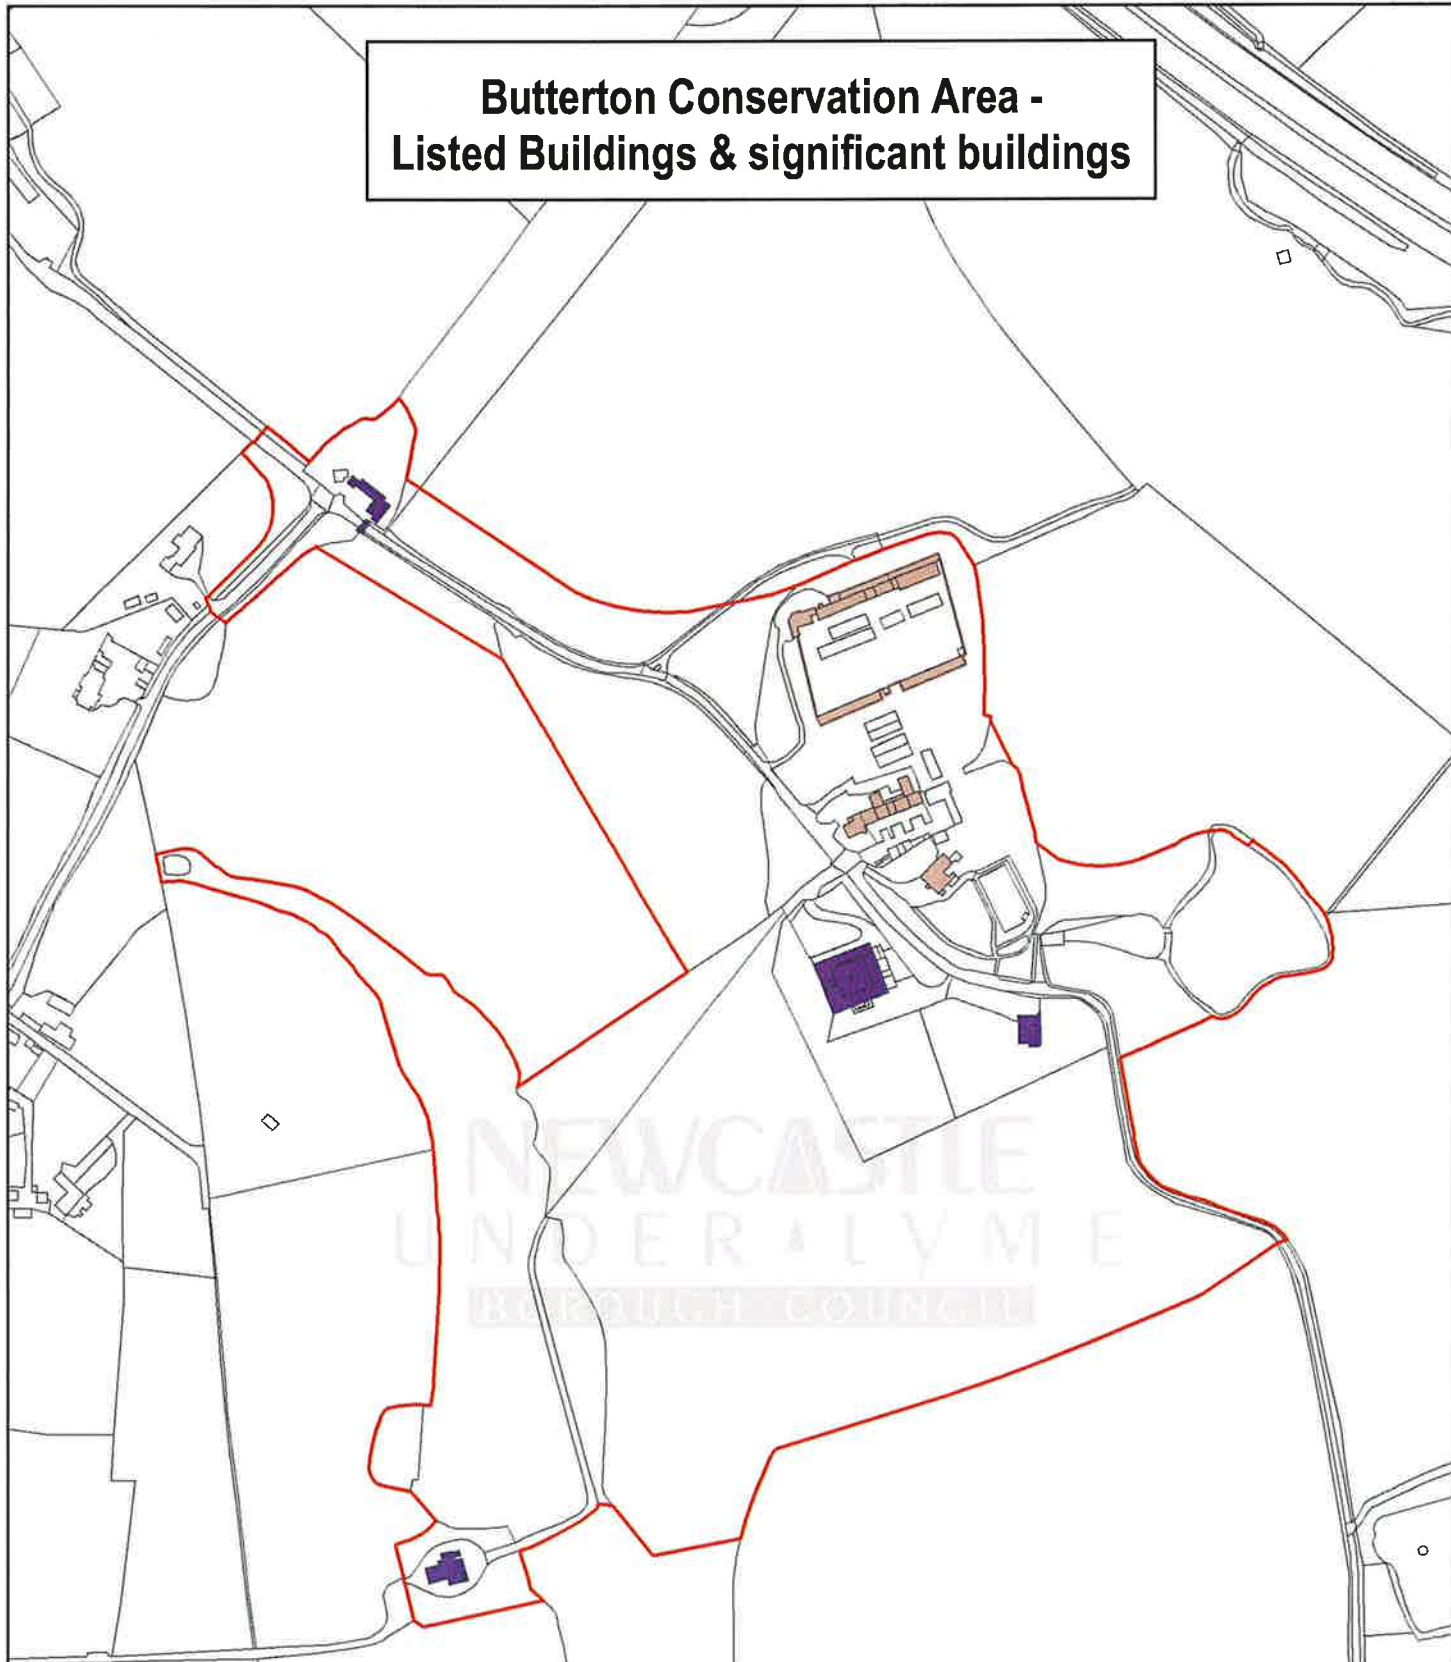 Butterton Conservation Area -
Listed Buildings & significant buildings
NEWCASTLE
UNDER LYME
BOROUGH COUNCIL